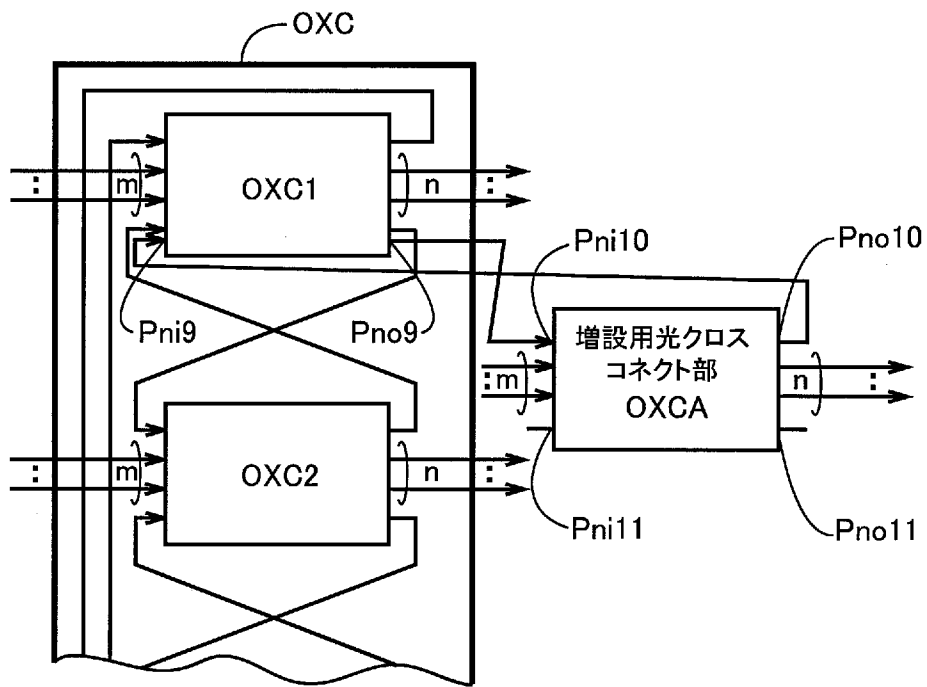 OXC
m
OXC1
n
Pni9
Pno9
Pni10
Pno10
増設用光クロス
コネクト部
OXCA
m
n
Pni11
Pno11
m
OXC2
n